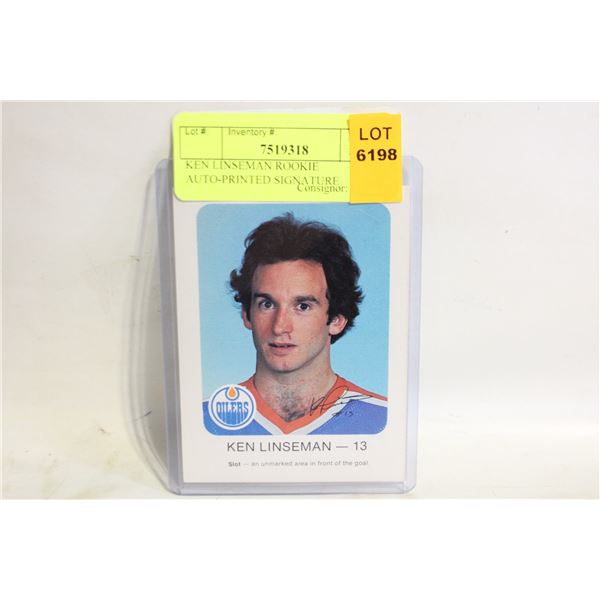 Lot #
Inventory #
7519318
LOT
6198
KEN LINSEMAN ROOKIE
AUTO-PRINTED SIGNATURE
Consignor:
OILERS
#13
KEN LINSEMAN — 13
Slot — an unmarked area in front of the goal.